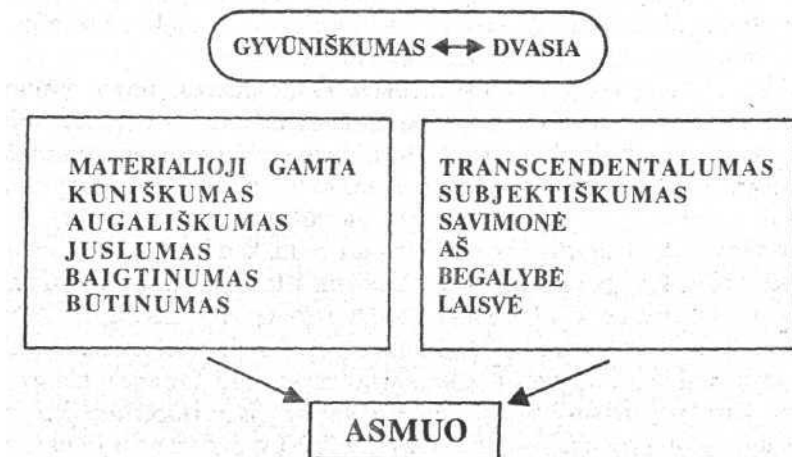 GYVŪNIŠKUMAS ↔ DVASIA
MATERIALIOJI GAMTA
KŪNIŠKUMAS
AUGALIŠKUMAS
JUSLUMAS
BAIGTINUMAS
BŪTINUMAS
TRANSCENDENTALUMAS
SUBJEKTIŠKUMAS
SAVIMONĖ
AŠ
BEGALYBĖ
LAISVĖ
ASMUO